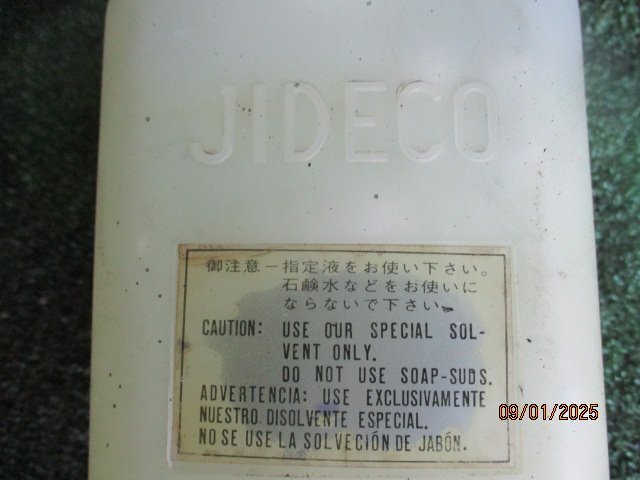 JIDECO
御注意－指定液をお使い下さい。
石鹸水などをお使いに
ならないで下さい。
CAUTION: USE OUR SPECIAL SOL-
VENT ONLY.
DO NOT USE SOAP-SUDS.
ADVERTENCIA: USE EXCLUSIVAMENTE
NUESTRO DISOLVENTE ESPECIAL.
NO SE USE LA SOLVECIÓN DE JABÓN.
09/01/2025